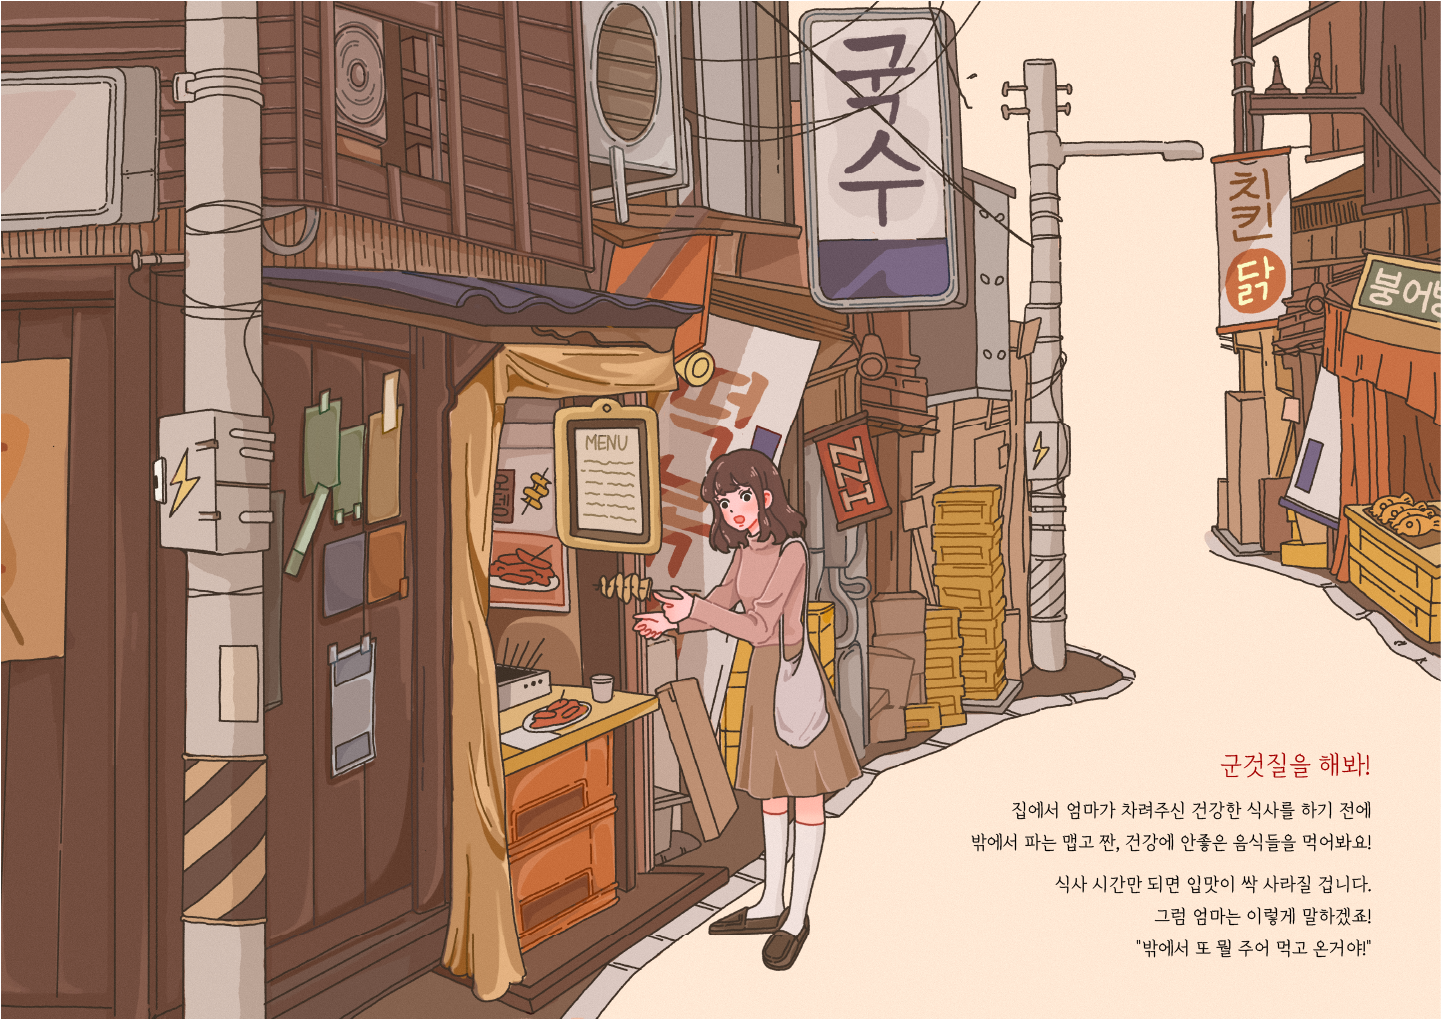 국수
치킨
닭
붕어빵
떡볶
ZZI
MENU
군것질을 해봐!
집에서 엄마가 차려주신 건강한 식사를 하기 전에
밖에서 파는 맵고 짠, 건강에 안좋은 음식들을 먹어봐요!
식사 시간만 되면 입맛이 싹 사라질 겁니다.
그럼 엄마는 이렇게 말하겠죠!
"밖에서 또 뭘 주어 먹고 온거야!"